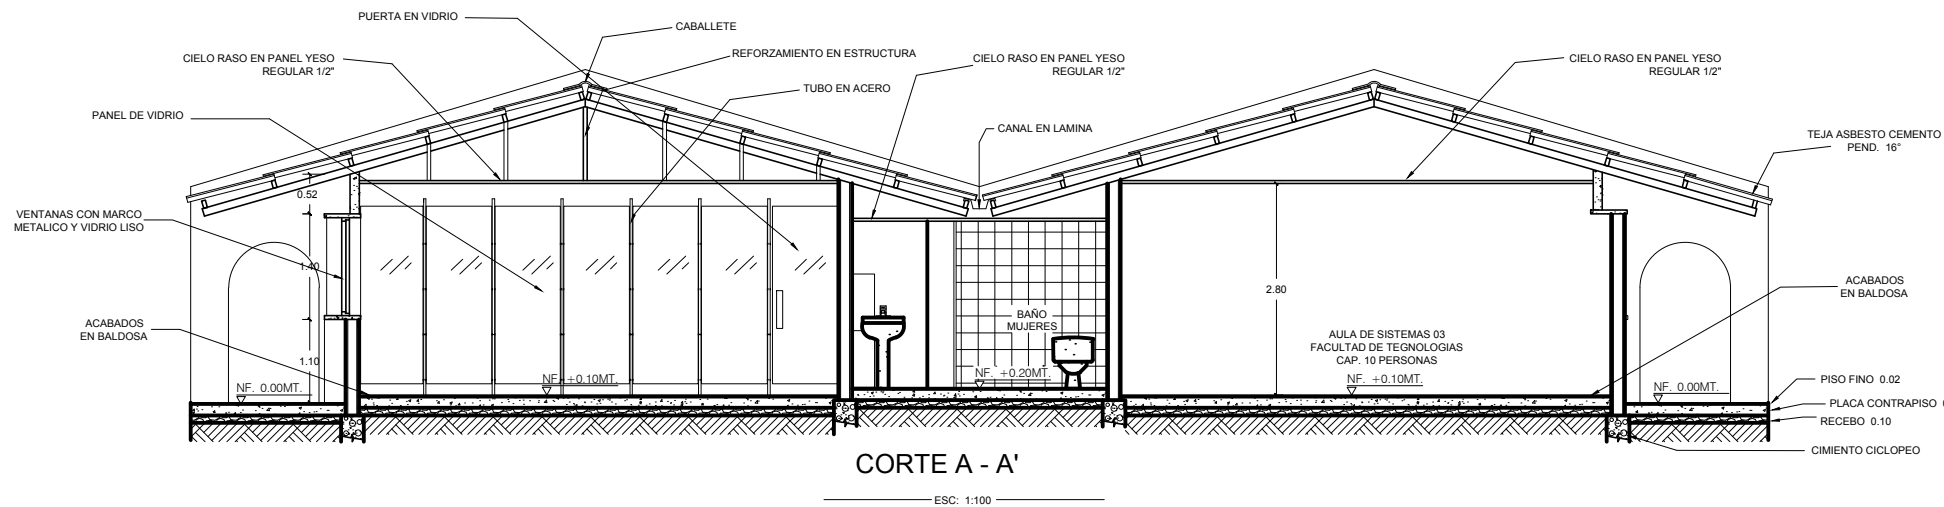 PUERTA EN VIDRIO
CABALLETE
REFORZAMIENTO EN ESTRUCTURA
CIELO RASO EN PANEL YESO
REGULAR 1/2"
TUBO EN ACERO
CIELO RASO EN PANEL YESO
REGULAR 1/2"
CIELO RASO EN PANEL YESO
REGULAR 1/2"
PANEL DE VIDRIO
CANAL EN LAMINA
TEJA ASBESTO CEMENTO
PEND. 16°
0.52
VENTANAS CON MARCO
METALICO Y VIDRIO LISO
1.40
2.80
ACABADOS
EN BALDOSA
ACABADOS
EN BALDOSA
BAÑO
MUJERES
AULA DE SISTEMAS 03
FACULTAD DE TEGNOLOGIAS
CAP. 10 PERSONAS
1.10
NF. 0.00MT.
NF. +0.10MT.
NF. +0.20MT.
NF. +0.10MT.
NF. 0.00MT.
PISO FINO 0.02
PLACA CONTRAPISO
RECEBO 0.10
CIMIENTO CICLOPEO
CORTE A - A'
ESC: 1:100